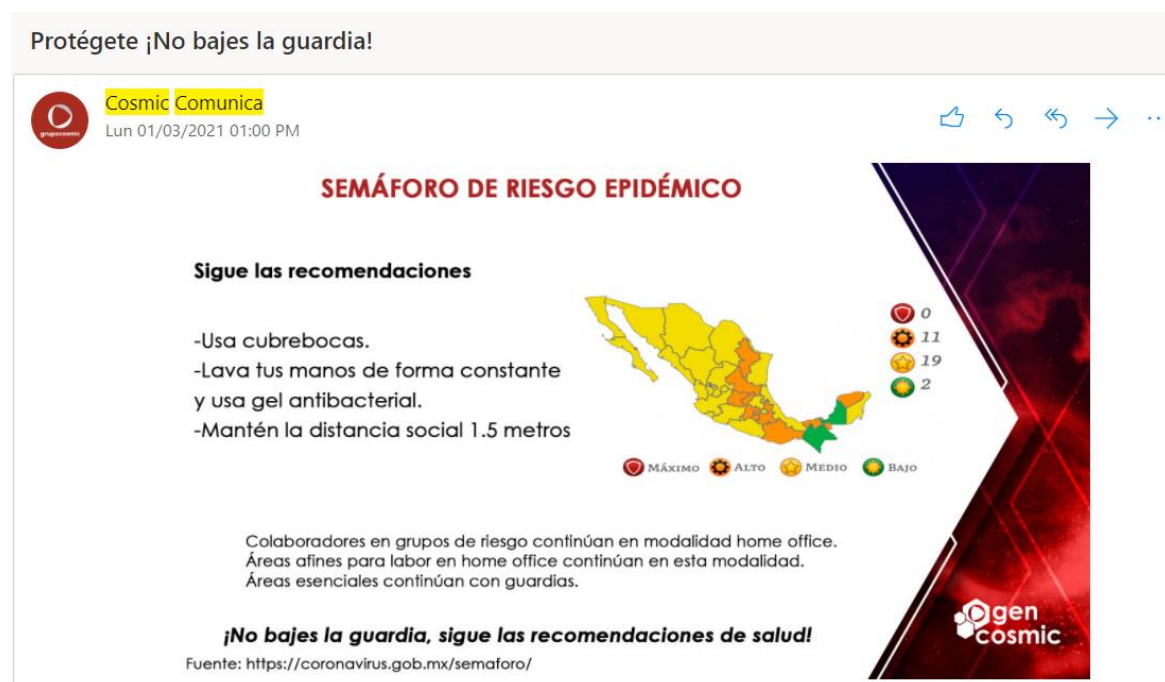 Protégete ¡No bajes la guardia!
Cosmic Comunica
Lun 01/03/2021 01:00 PM
grupocosmic
SEMÁFORO DE RIESGO EPIDÉMICO
Sigue las recomendaciones
-Usa cubrebocas.
-Lava tus manos de forma constante
y usa gel antibacterial.
-Mantén la distancia social 1.5 metros
0
11
19
2
MÁXIMO ALTO MEDIO BAJO
Colaboradores en grupos de riesgo continúan en modalidad home office.
Áreas afines para labor en home office continúan en esta modalidad.
Áreas esenciales continúan con guardias.
¡No bajes la guardia, sigue las recomendaciones de salud!
Fuente: https://coronavirus.gob.mx/semaforo/
gen
cosmic